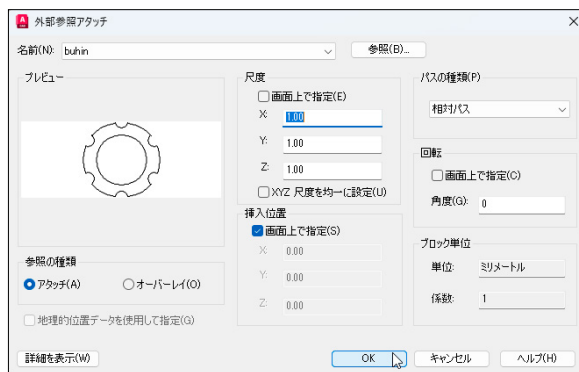 外部参照アタッチ
名前(N):
buhin
参照(B)...
プレビュー
参照の種類
アタッチ(A)
オーバーレイ(O)
地理的位置データを使用して指定(G)
尺度
画面上で指定(E)
X: 1.00
Y: 1.00
Z: 1.00
XYZ 尺度を均一に設定(U)
挿入位置
画面上で指定(S)
X: 0.00
Y: 0.00
Z: 0.00
パスの種類(P)
相対パス
回転
画面上で指定(C)
角度(G): 0
ブロック単位
単位: ミリメートル
係数: 1
詳細を表示(W)
OK
キャンセル
ヘルプ(H)